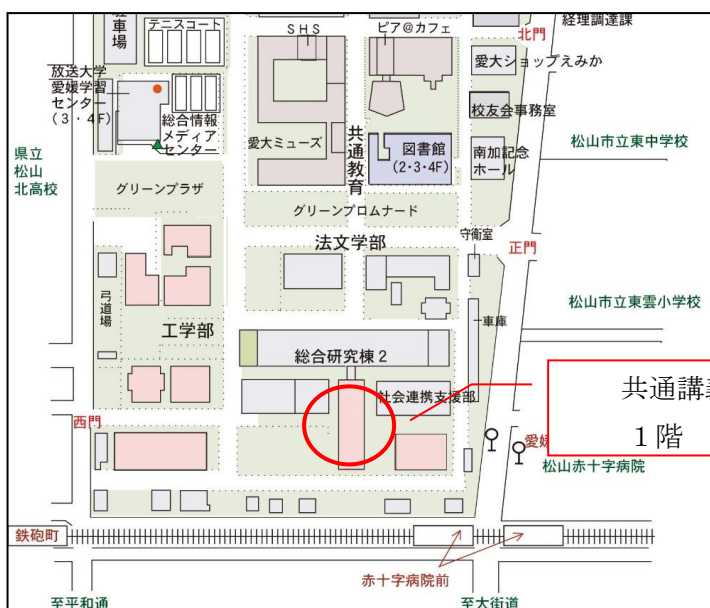 駐車場
テニスコート
SHS
ピア@カフェ
経理調達課
北門
放送大学
愛媛学習
センター
(3・4F)
愛大ショップえみか
総合情報
メディア
センター
愛大ミューズ
共通教育
図書館
(2・3・4F)
校友会事務室
南加記念
ホール
松山市立東中学校
県立
松山
北高校
グリーンプラザ
グリーンプロムナード
法文学部
守衛室
正門
弓道場
工学部
車庫
松山市立東雲小学校
総合研究棟2
社会連携支援部
共通講義
1階
西門
愛媛
松山赤十字病院
鉄砲町
赤十字病院前
至平和通
至大街道